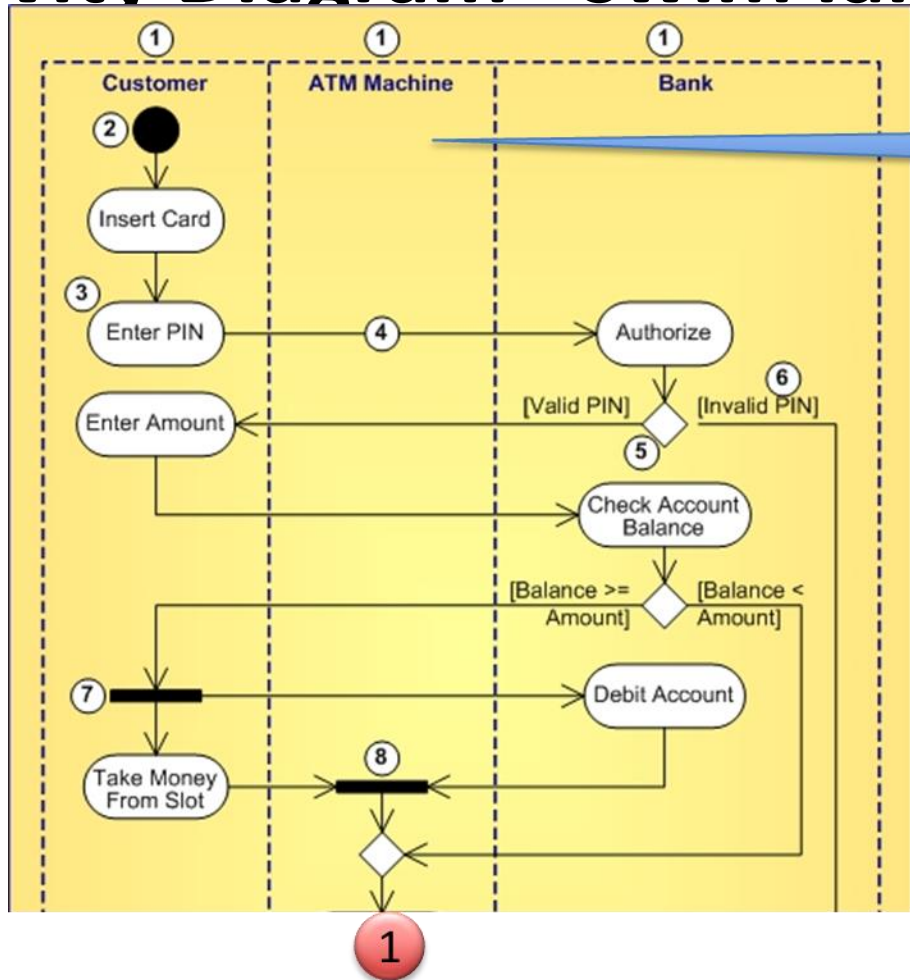 1 1 1
Customer ATM Machine Bank
2
Insert Card
3
Enter PIN
4
Authorize
6
[Valid PIN] [Invalid PIN]
Enter Amount
5
Check Account
Balance
[Balance >= [Balance <
Amount] Amount]
7
Debit Account
8
Take Money
From Slot
1